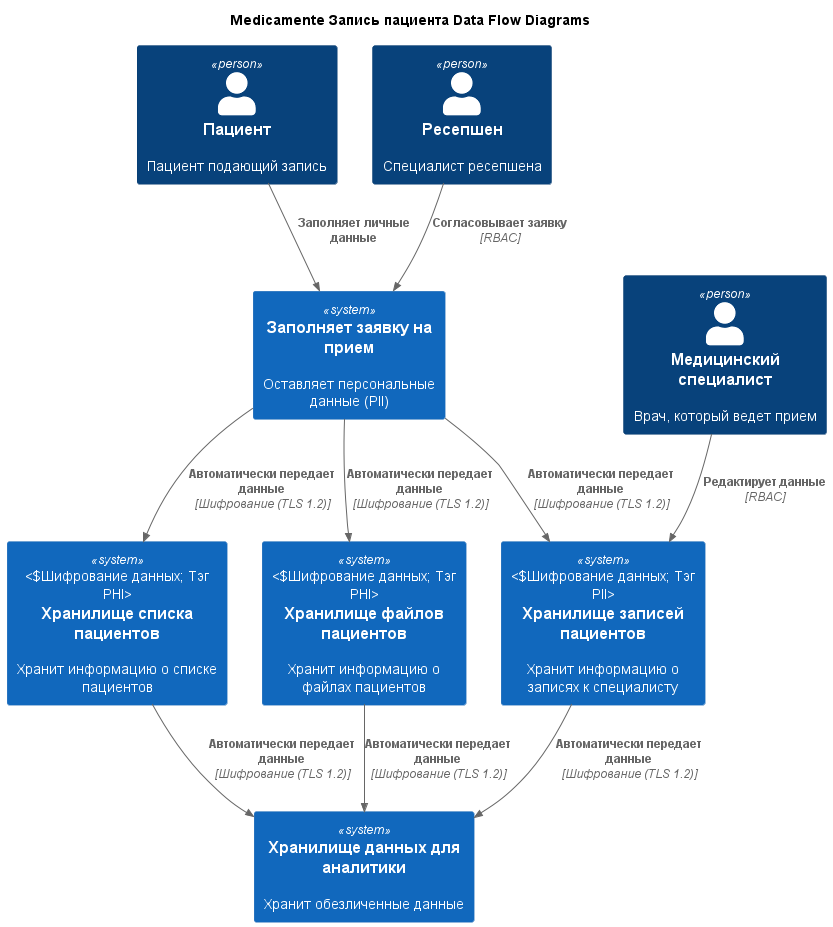 Medicamente Запись пациента Data Flow Diagrams
«person»
Пациент
Пациент подающий запись
«person»
Ресепшен
Специалист ресепшена
Заполняет личные
данные
Согласовывает заявку
[RBAC]
«system»
Заполняет заявку на
прием
Оставляет персональные
данные (PII)
«person»
Медицинский
специалист
Врач, который ведет прием
Автоматически передает
данные
[Шифрование (TLS 1.2)]
Автоматически передает
данные
[Шифрование (TLS 1.2)]
Автоматически передает
данные
[Шифрование (TLS 1.2)]
Редактирует данные
[RBAC]
«system»
<$Шифрование данных; Тэг
PHI>
Хранилище списка
пациентов
Хранит информацию о списке
пациентов
«system»
<$Шифрование данных; Тэг
PHI>
Хранилище файлов
пациентов
Хранит информацию о
файлах пациентов
«system»
<$Шифрование данных; Тэг
PII>
Хранилище записей
пациентов
Хранит информацию о
записях к специалисту
Автоматически передает
данные
[Шифрование (TLS 1.2)]
Автоматически передает
данные
[Шифрование (TLS 1.2)]
Автоматически передает
данные
[Шифрование (TLS 1.2)]
«system»
Хранилище данных для
аналитики
Хранит обезличенные данные